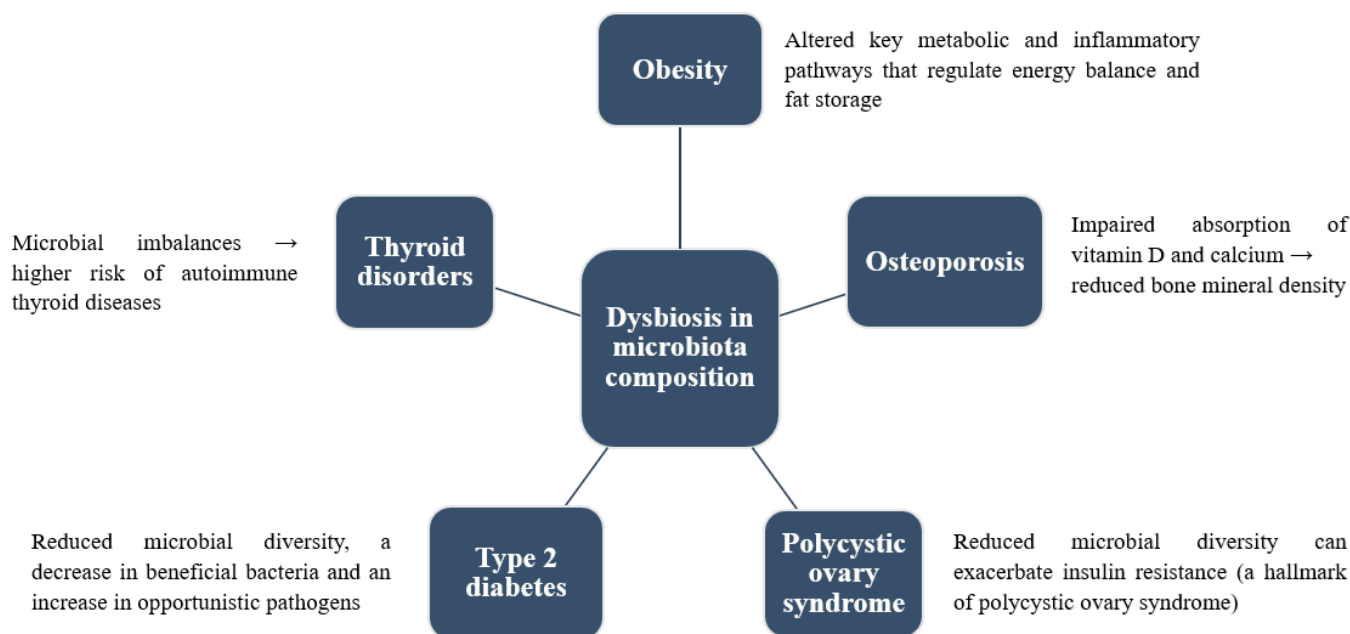 Obesity
Altered key metabolic and inflammatory
pathways that regulate energy balance and
fat storage
Microbial imbalances →
higher risk of autoimmune
thyroid diseases
Thyroid
disorders
Osteoporosis
Impaired absorption of
vitamin D and calcium →
reduced bone mineral density
Dysbiosis in
microbiota
composition
Reduced microbial diversity, a
decrease in beneficial bacteria and an
increase in opportunistic pathogens
Type 2
diabetes
Polycystic
ovary
syndrome
Reduced microbial diversity can
exacerbate insulin resistance (a hallmark
of polycystic ovary syndrome)